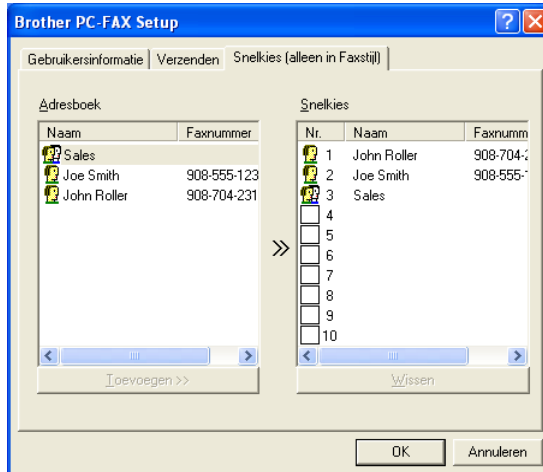 Brother PC-FAX Setup
Gebruikersinformatie Verzenden Snelkies (alleen in Faxstijl)
Adresboek
Naam Faxnummer
Sales
Joe Smith 908-555-123
John Roller 908-704-231
Snelkies
Nr. Naam Faxnumm
1 John Roller 908-704-2
2 Joe Smith 908-555-
3 Sales
4
5
6
7
8
9
10
Toevoegen >>
Wissen
OK Annuleren